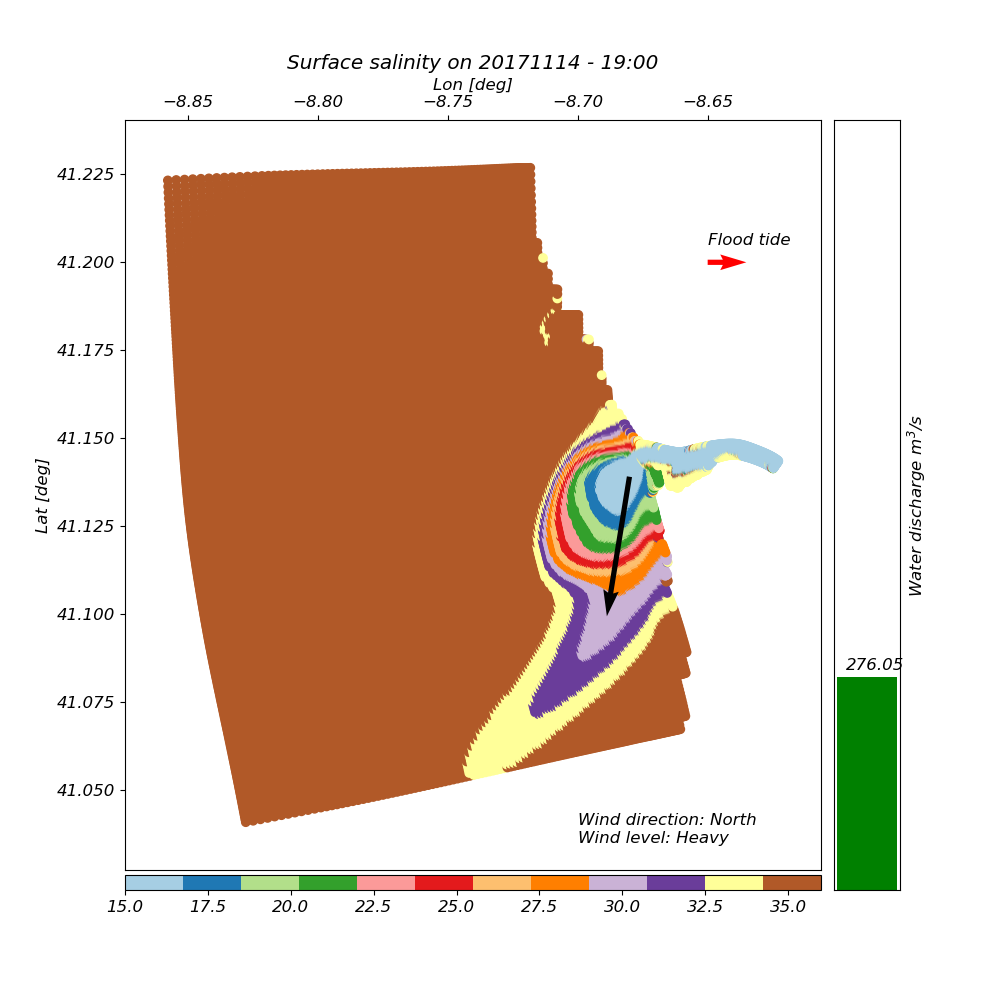 Surface salinity on 20171114 - 19:00
Lon [deg]
−8.85 −8.80 −8.75 −8.70 −8.65
41.225
41.200
41.175
41.150
41.125
41.100
41.075
41.050
Lat [deg]
Flood tide
Wind direction: North
Wind level: Heavy
276.05
Water discharge m³/s
15.0 17.5 20.0 22.5 25.0 27.5 30.0 32.5 35.0